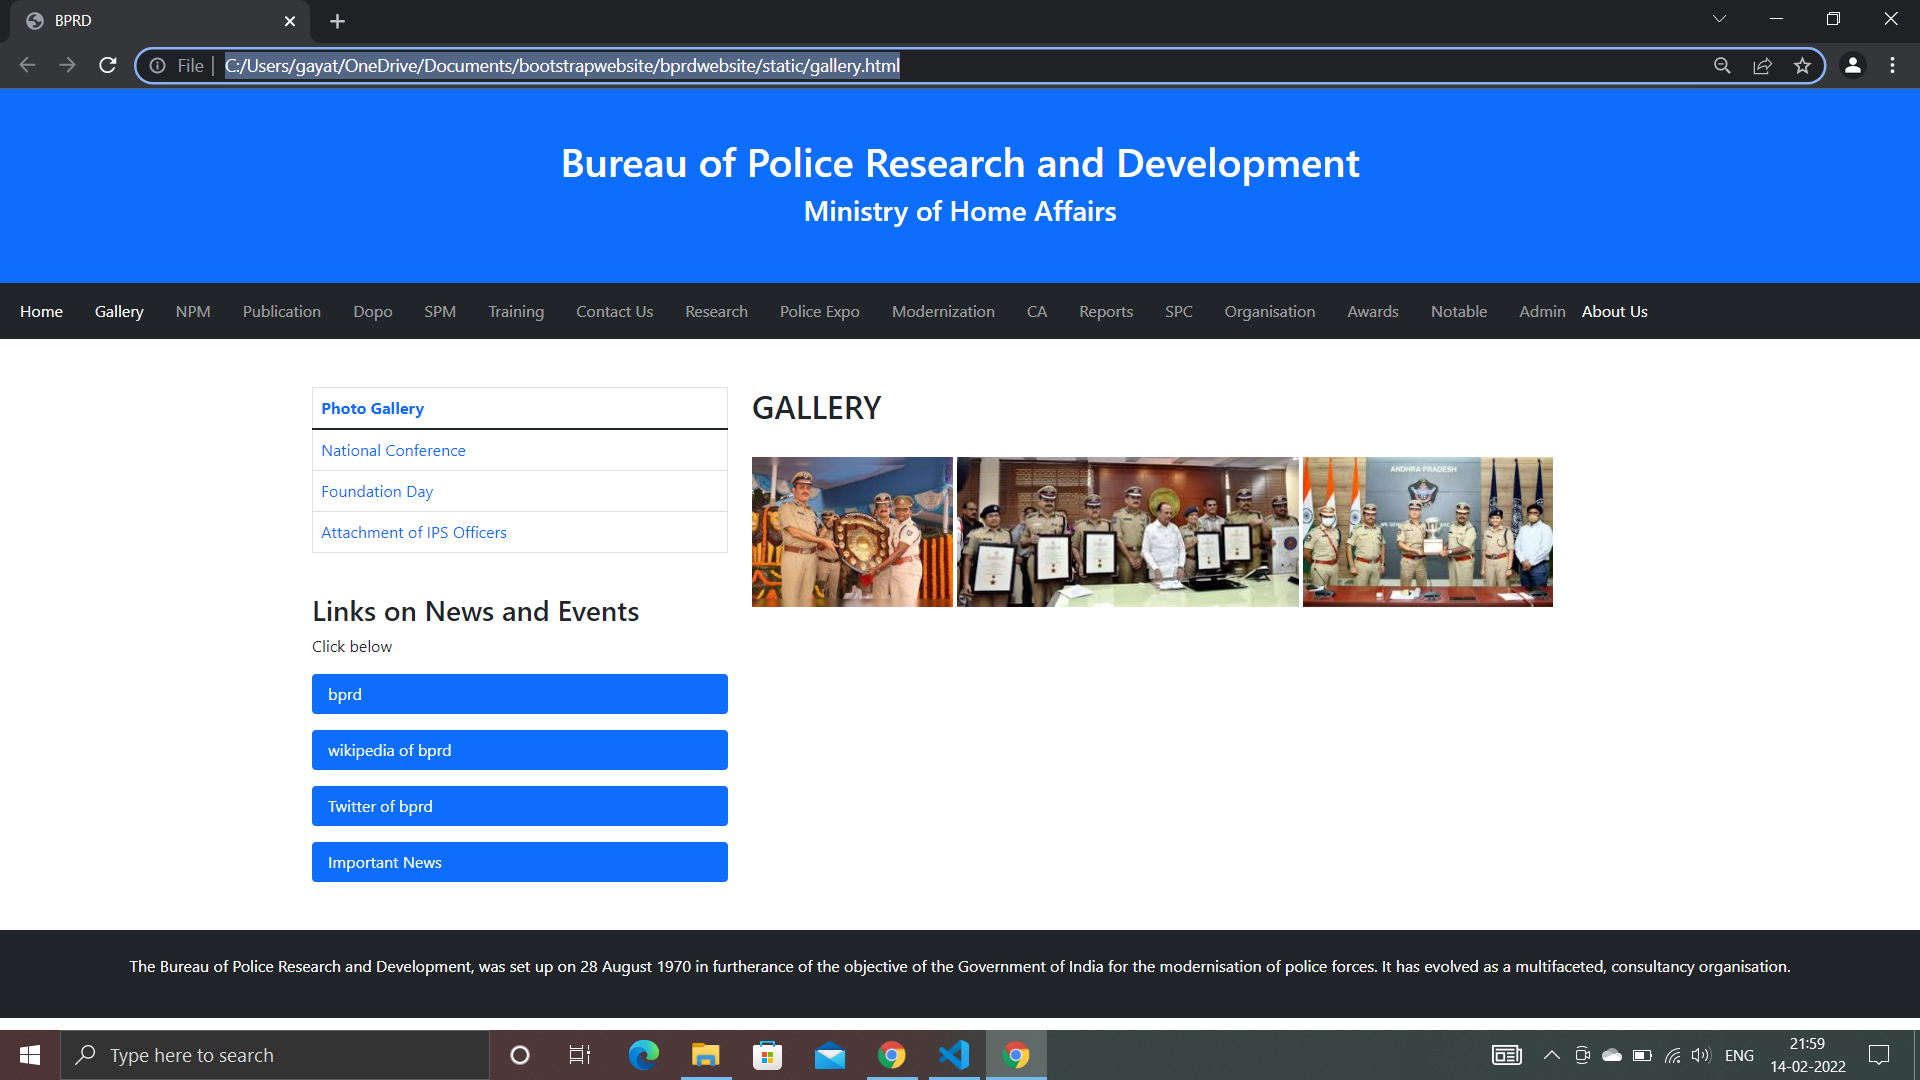 BPRD
File
C:/Users/gayat/OneDrive/Documents/bootstrapwebsite/bprdwebsite/static/gallery.html
Bureau of Police Research and Development
Ministry of Home Affairs
Home Gallery NPM Publication Dopo SPM Training Contact Us Research Police Expo Modernization CA Reports SPC Organisation Awards Notable Admin About Us
Photo Gallery
National Conference
Foundation Day
Attachment of IPS Officers
GALLERY
ANDHRA PRADESH
Links on News and Events
Click below
bprd
wikipedia of bprd
Twitter of bprd
Important News
The Bureau of Police Research and Development, was set up on 28 August 1970 in furtherance of the objective of the Government of India for the modernisation of police forces. It has evolved as a multifaceted, consultancy organisation.
Type here to search
ENG
21:59
14-02-2022